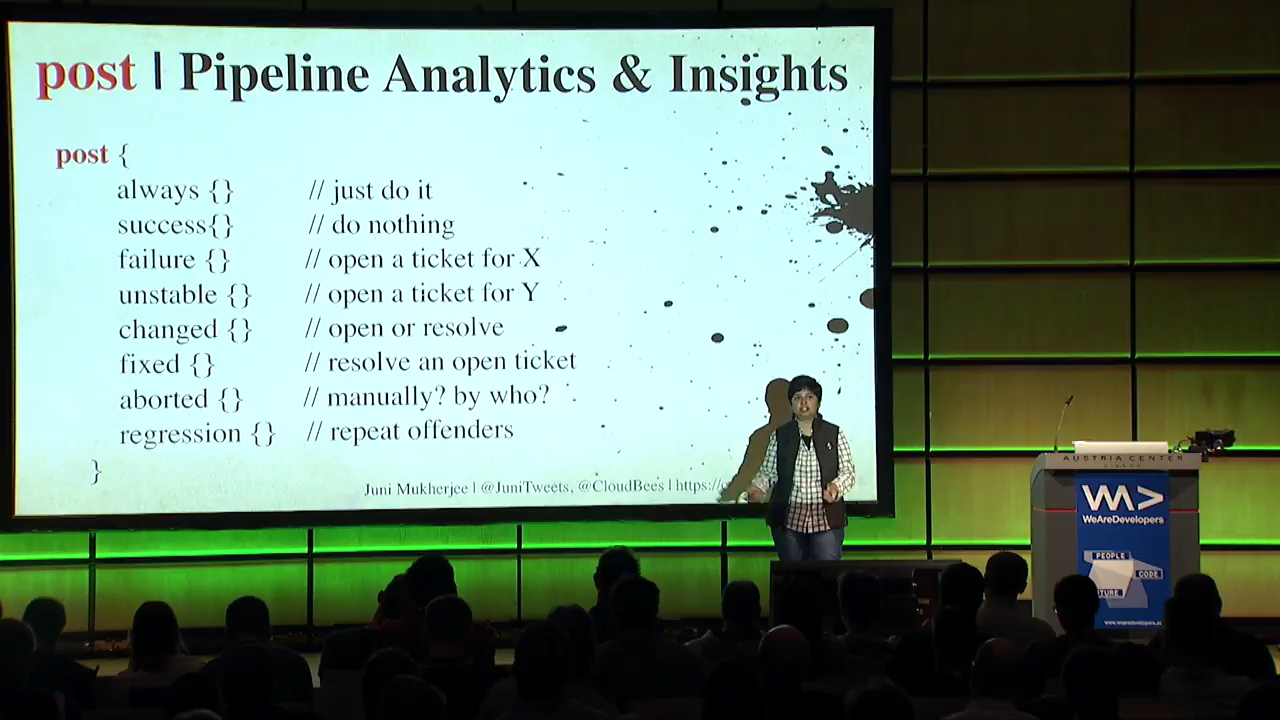 post | Pipeline Analytics & Insights
post {
always {} // just do it
success{} // do nothing
failure {} // open a ticket for X
unstable {} // open a ticket for Y
changed {} // open or resolve
fixed {} // resolve an open ticket
aborted {} // manually? by who?
regression {} // repeat offenders
}
Juni Mukherjee | @JuniTweets, @CloudBees | https://
AUSTRIA CENTER
WeAreDevelopers
PEOPLE
CODE